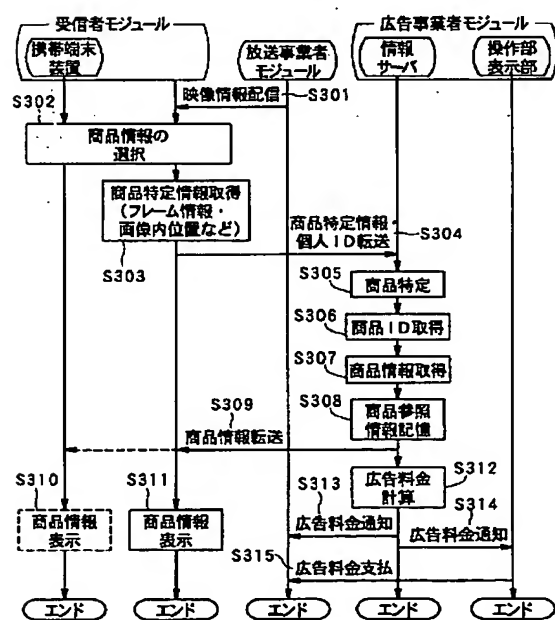 受信者モジュール
広告事業者モジュール
携帯端末
装置
放送事業者
モジュール
情報
サーバ
操作部
表示部
映像情報配信
S301
S302
商品情報の
選択
商品特定情報取得
(フレーム情報・
画像内位置など)
S303
商品特定情報
個人ID転送
S304
S305
商品特定
S306
商品ID取得
S307
商品情報取得
S308
商品参照
情報記憶
S309
商品情報転送
S310
商品情報
表示
S311
商品情報
表示
広告料金
計算
S312
S313
広告料金通知
S314
広告料金通知
S315
広告料金支払
エンド
エンド
エンド
エンド
エンド